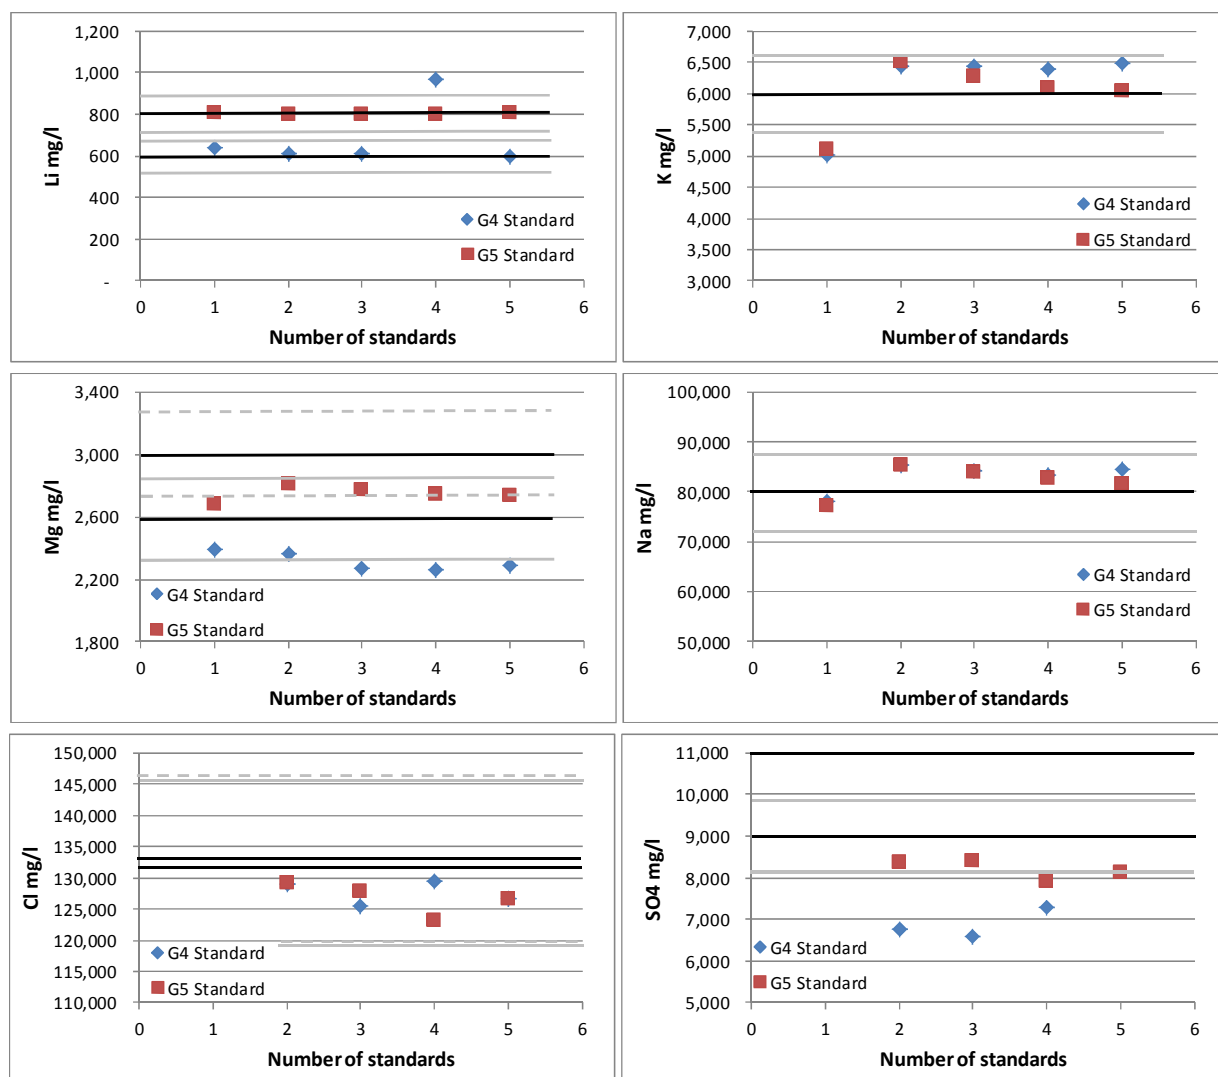 1,200
1,000
800
600
400
200
-
Li mg/l
0 1 2 3 4 5 6
Number of standards
G4 Standard
G5 Standard
7,000
6,500
6,000
5,500
5,000
4,500
4,000
3,500
3,000
K mg/l
0 1 2 3 4 5 6
Number of standards
G4 Standard
G5 Standard
3,400
3,000
2,600
2,200
1,800
Mg mg/l
0 1 2 3 4 5 6
Number of standards
G4 Standard
G5 Standard
100,000
90,000
80,000
70,000
60,000
50,000
Na mg/l
0 1 2 3 4 5 6
Number of standards
G4 Standard
G5 Standard
150,000
145,000
140,000
135,000
130,000
125,000
120,000
115,000
110,000
Cl mg/l
0 1 2 3 4 5 6
Number of standards
G4 Standard
G5 Standard
11,000
10,000
9,000
8,000
7,000
6,000
5,000
SO4 mg/l
0 1 2 3 4 5 6
Number of standards
G4 Standard
G5 Standard